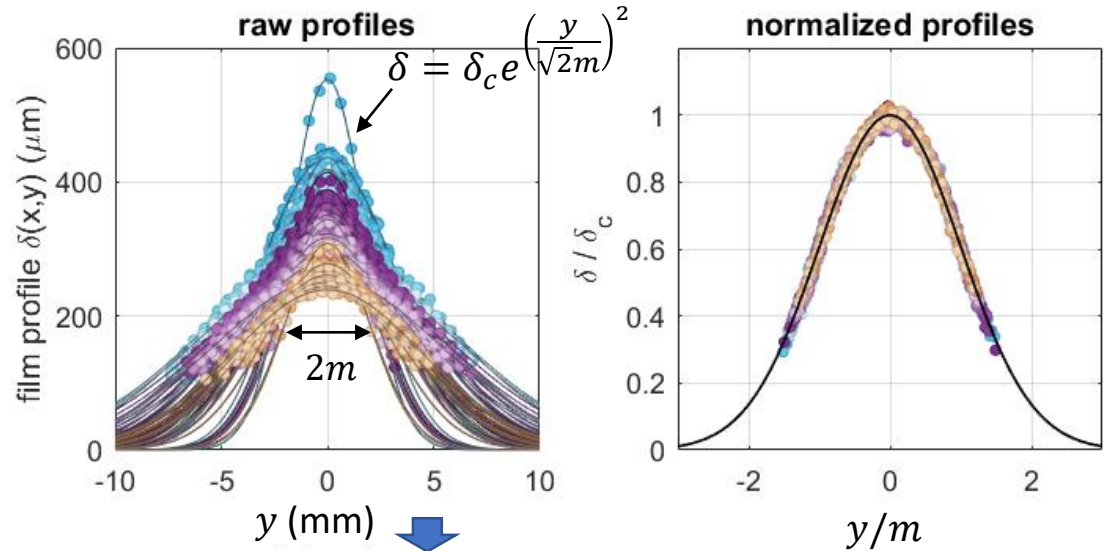 raw profiles
600
400
200
0
film profile δ(x,y) (μm)
δ = δ_c e^(y/(√2m))^2
2m
-10
-5
0
5
10
y (mm)
normalized profiles
1
0.8
0.6
0.4
0.2
0
δ / δ_c
-2
0
2
y/m